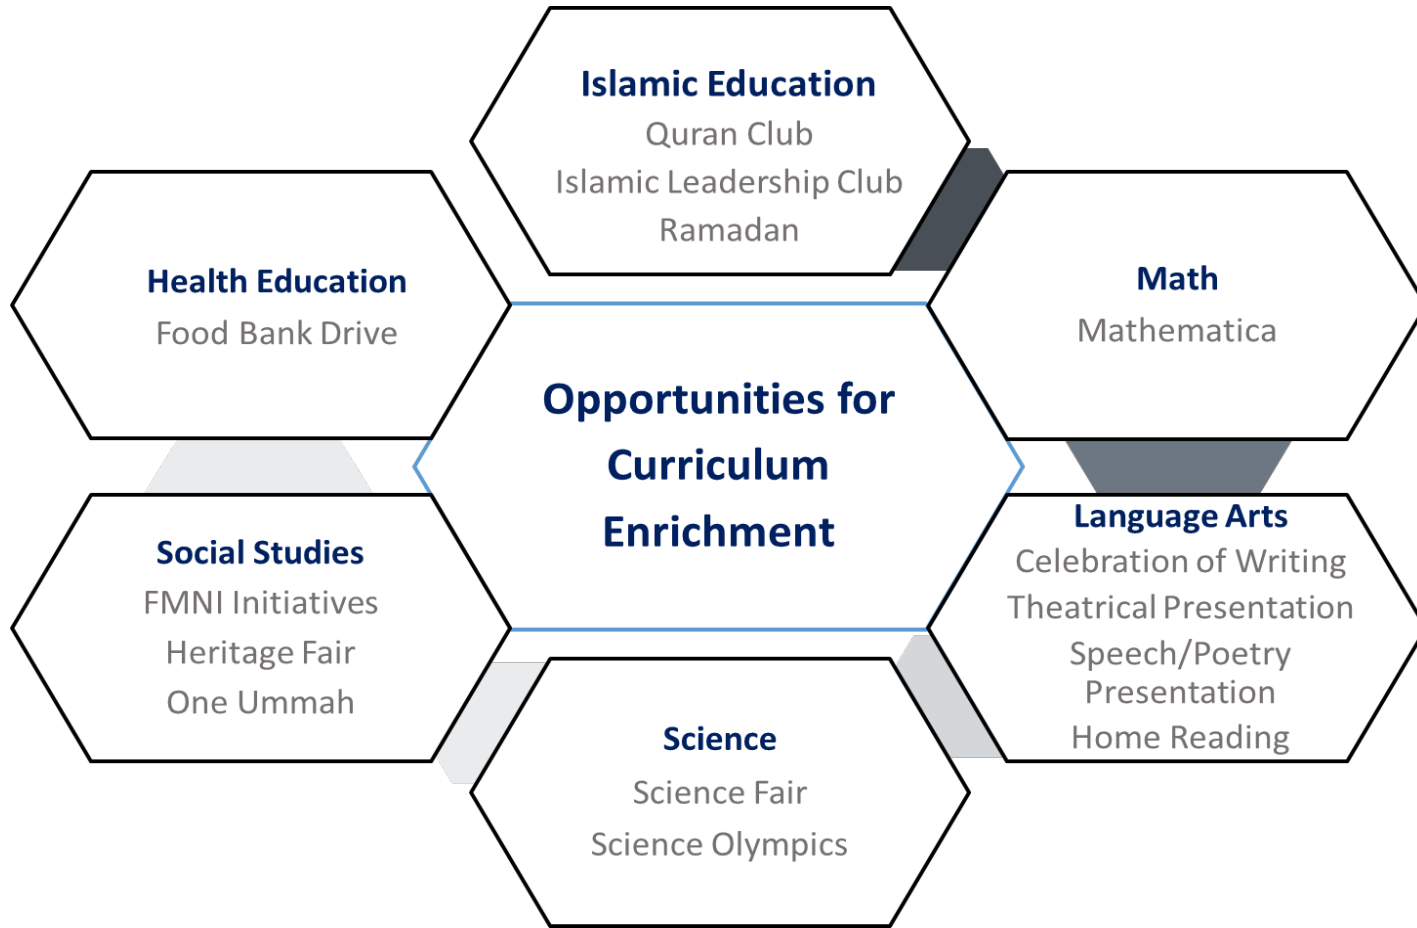 Islamic Education
Quran Club
Islamic Leadership Club
Ramadan
Health Education
Food Bank Drive
Math
Mathematica
Opportunities for
Curriculum
Enrichment
Social Studies
FMNI Initiatives
Heritage Fair
One Ummah
Language Arts
Celebration of Writing
Theatrical Presentation
Speech/Poetry
Presentation
Home Reading
Science
Science Fair
Science Olympics